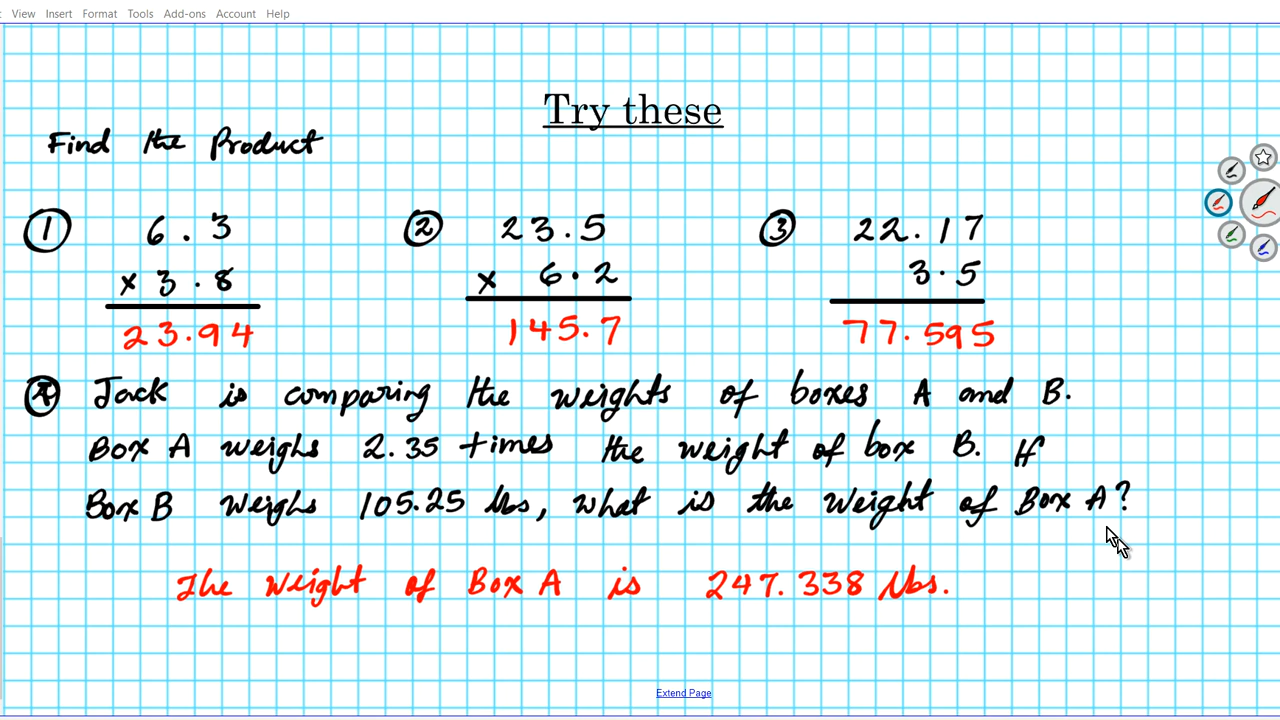 View Insert Format Tools Add-ons Account Help
Try these
Find the Product
① 6.3 ② 23.5 ③ 22.17
× 3.8 × 6.2 3.5
23.94 145.7 77.595
④ Jack is comparing the weights of boxes A and B.
Box A weighs 2.35 times the weight of box B. If
Box B weighs 105.25 lbs, what is the weight of Box A?
The weight of Box A is 247.338 lbs.
Extend Page